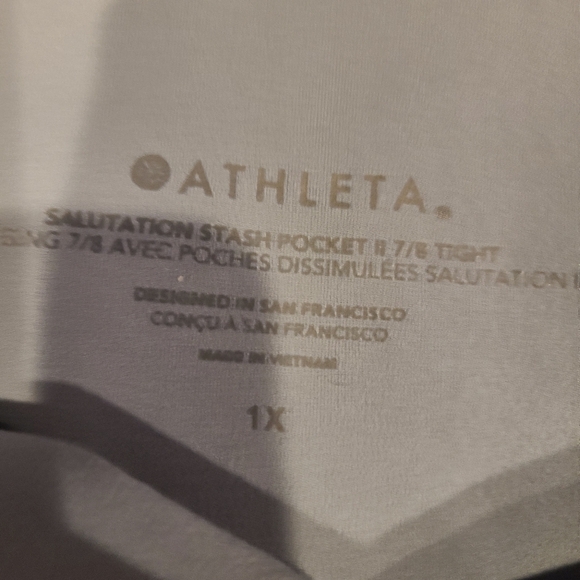 ATHLETA®
SALUTATION STASH POCKET II 7/8 TIGHT
7/8 AVEC POCHES DISSIMULÉES SALUTATION
DESIGNED IN SAN FRANCISCO
CONÇU À SAN FRANCISCO
MADE IN VIETNAM
1X